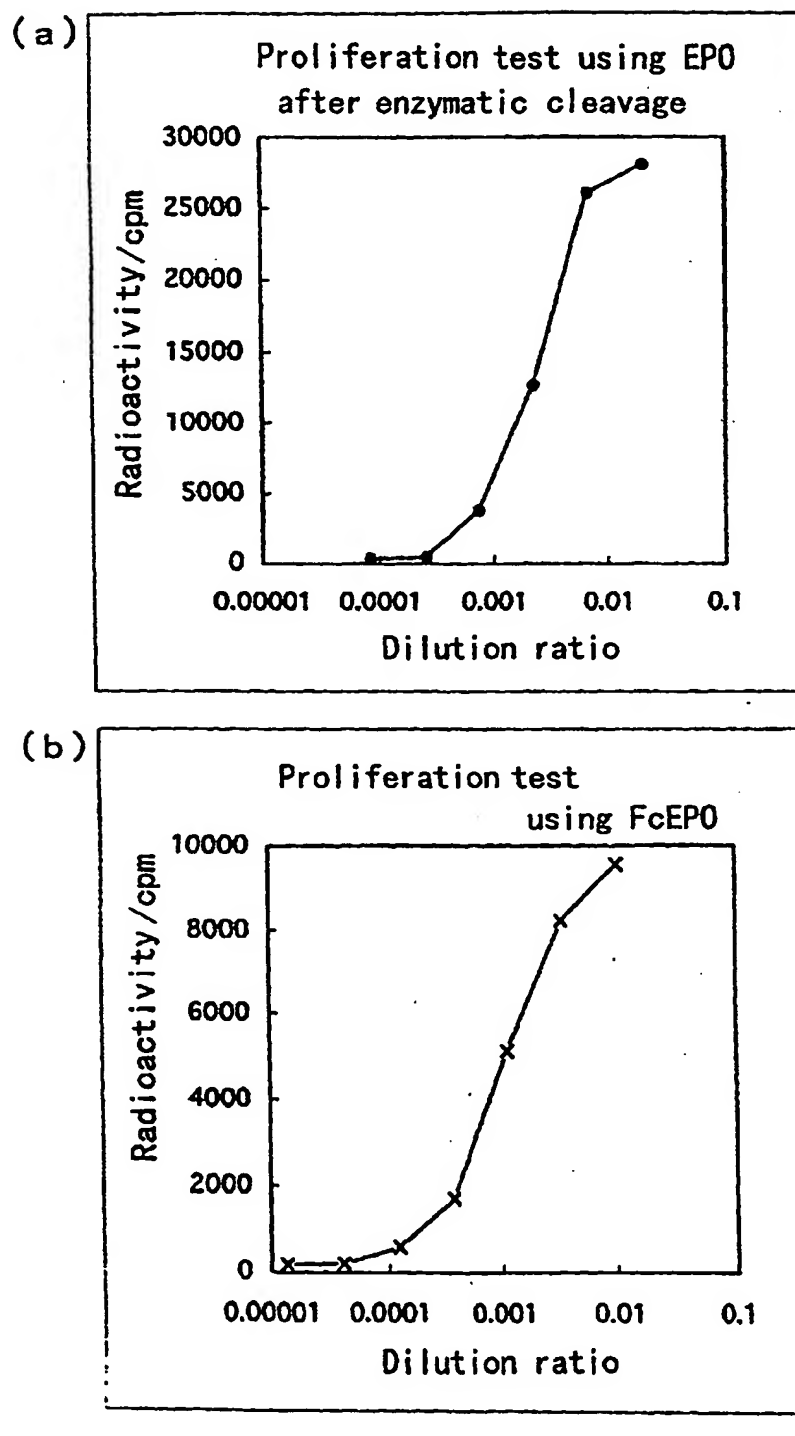 (a)
Proliferation test using EPO
after enzymatic cleavage
30000
25000
20000
15000
10000
5000
0
Radioactivity/cpm
0.00001 0.0001 0.001 0.01 0.1
Dilution ratio
(b)
Proliferation test
using FcEPO
10000
8000
6000
4000
2000
0
Radioactivity/cpm
0.00001 0.0001 0.001 0.01 0.1
Dilution ratio